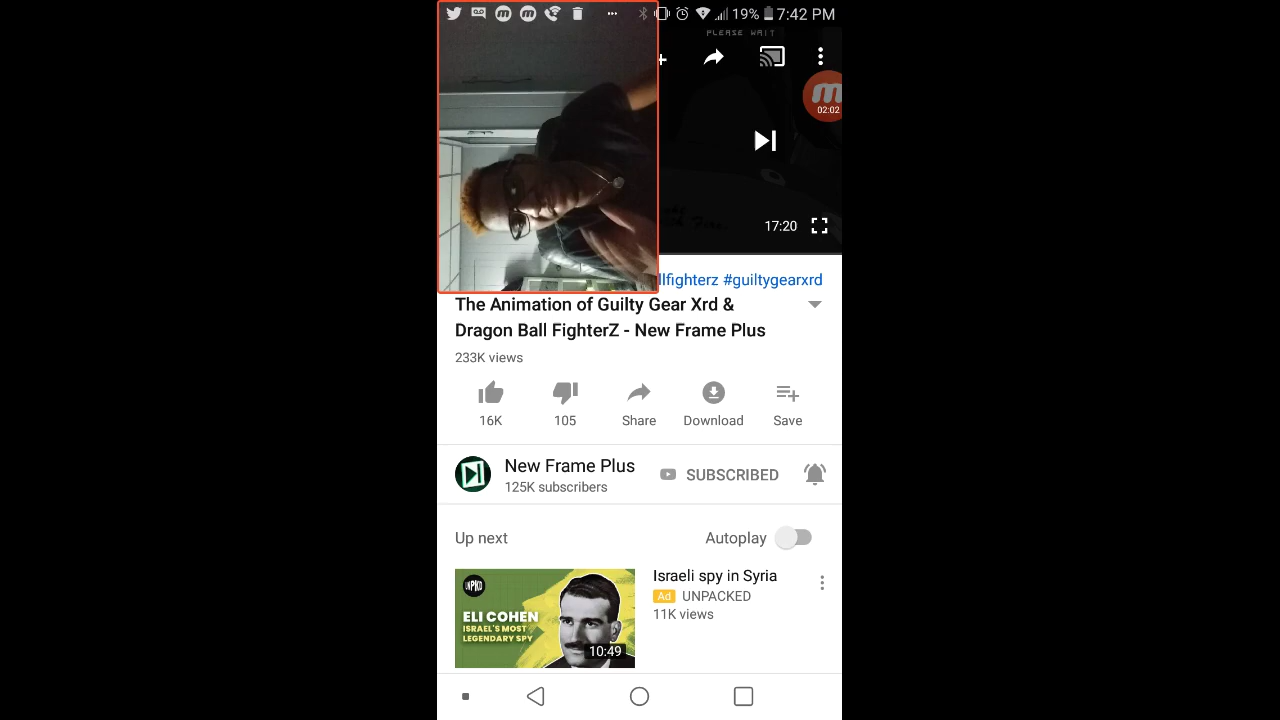 19% 7:42 PM
PLEASE WAIT
02:02
17:20
llfighterz #guiltygearxrd
The Animation of Guilty Gear Xrd &
Dragon Ball FighterZ - New Frame Plus
233K views
16K 105 Share Download Save
New Frame Plus
125K subscribers
SUBSCRIBED
Up next
Autoplay
UNPKD
ELI COHEN
ISRAEL'S MOST
LEGENDARY SPY
10:49
Israeli spy in Syria
Ad UNPACKED
11K views